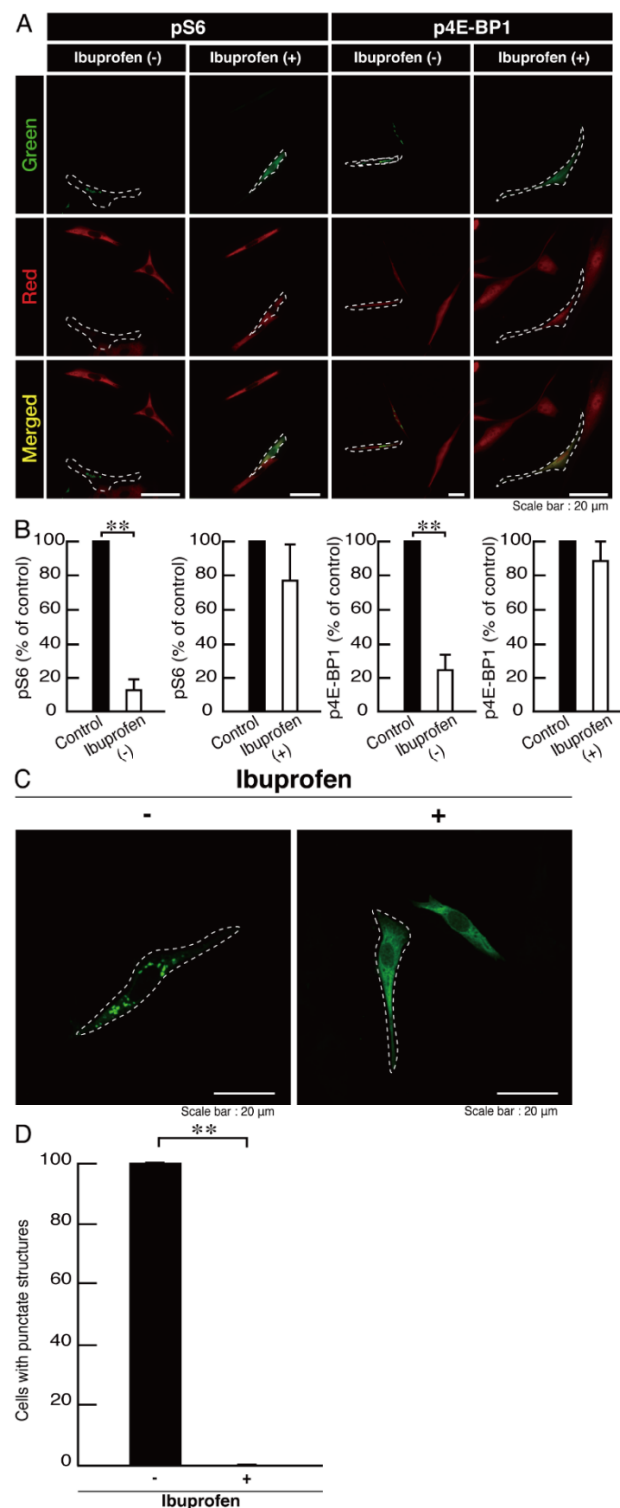 A
pS6
p4E-BP1
Ibuprofen (-)
Ibuprofen (+)
Ibuprofen (-)
Ibuprofen (+)
Green
Red
Merged
Scale bar : 20 μm
B
**
**
100
80
60
40
20
0
pS6 (% of control)
Control
Ibuprofen
(-)
100
80
60
40
20
0
pS6 (% of control)
Control
Ibuprofen
(+)
100
80
60
40
20
0
p4E-BP1 (% of control)
Control
Ibuprofen
(-)
100
80
60
40
20
0
p4E-BP1 (% of control)
Control
Ibuprofen
(+)
C
Ibuprofen
-
+
Scale bar : 20 μm
Scale bar : 20 μm
D
**
100
80
60
40
20
0
Cells with punctate structures
-
+
Ibuprofen